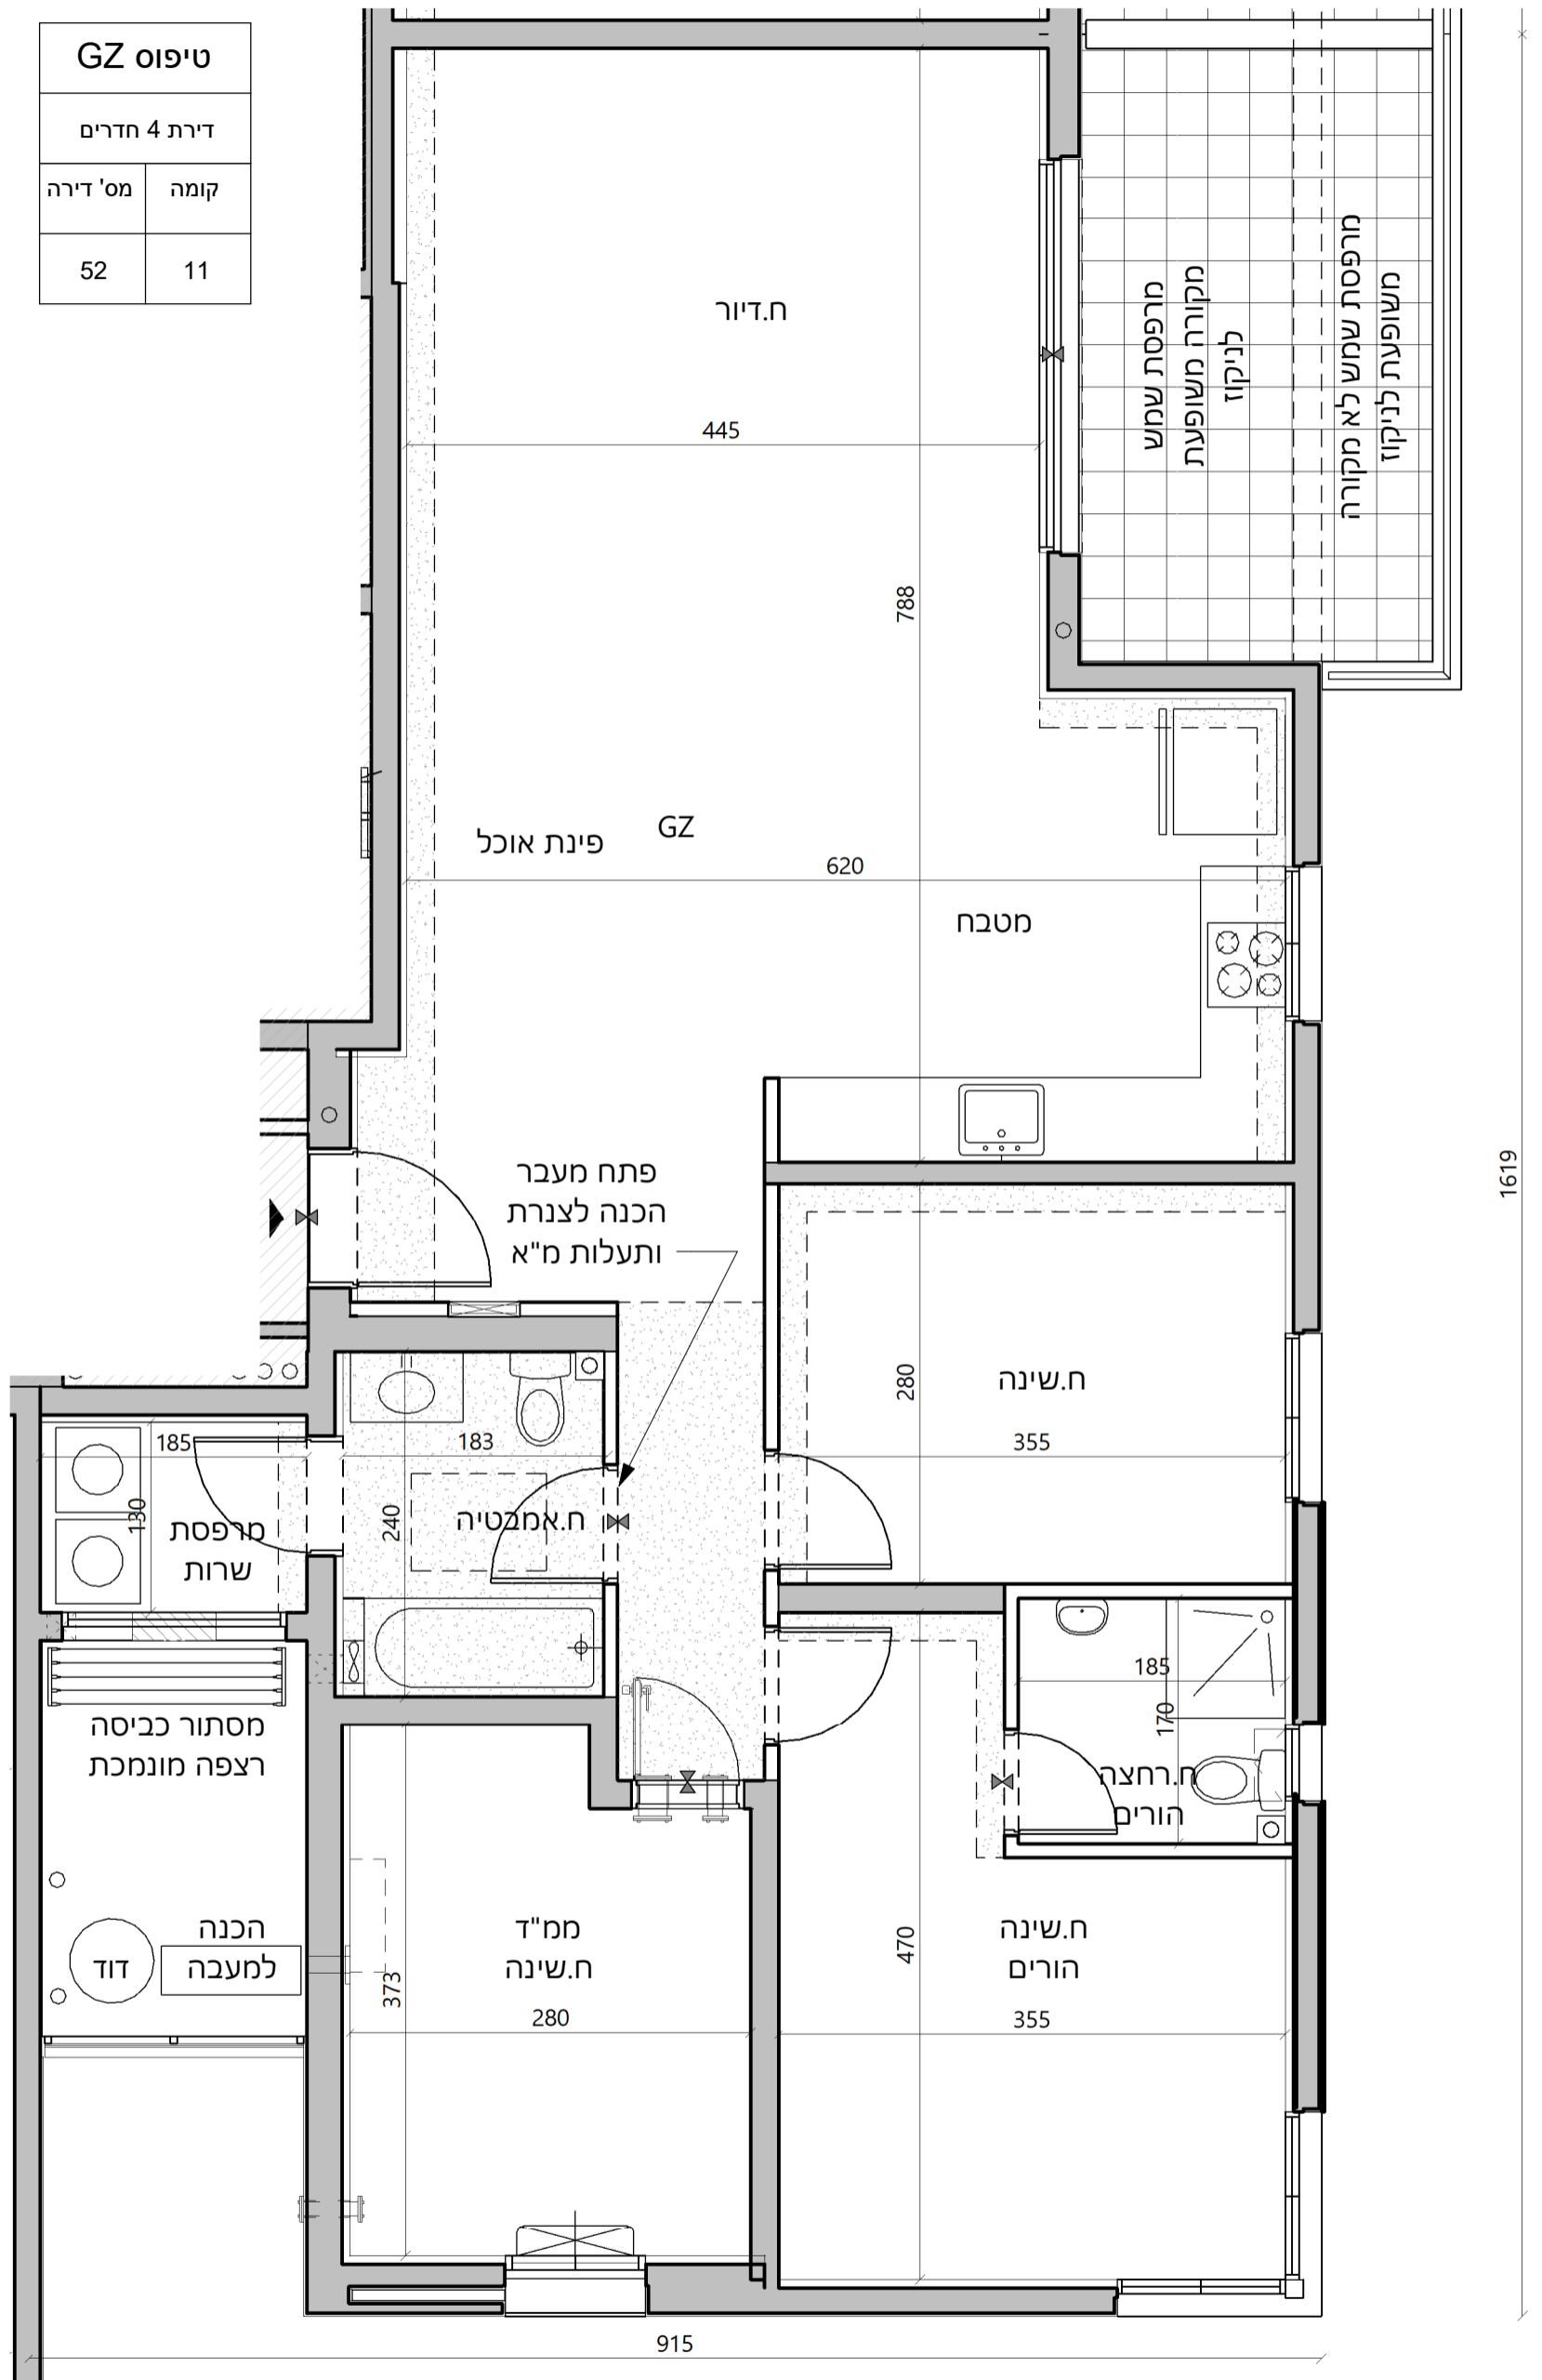 טיפוס GZ
דירת 4 חדרים
קומה
מס' דירה
11
52
ח.דיור
445
788
מרפסת שמש
מקורה משופעת
לניקוז
מרפסת שמש לא מקורה
משופעת לניקוז
פינת אוכל
GZ
620
מטבח
1619
פתח מעבר
הכנה לצנרת
ותעלות מ"א
ח.שינה
280
355
185
183
130
240
מרפסת
שרות
ח.אמבטיה
185
170
ח.רחצה
הורים
מסתור כביסה
רצפה מונמכת
הכנה
למעבה
דוד
ממ"ד
ח.שינה
373
280
ח.שינה
הורים
470
355
915